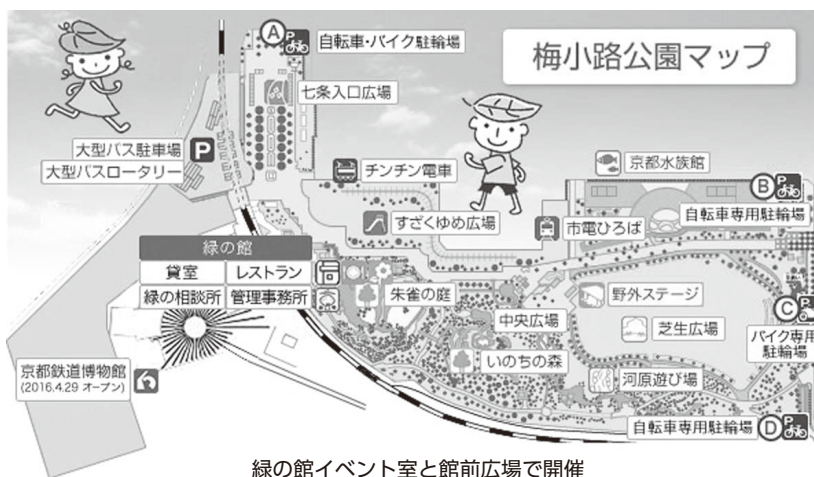 梅小路公園マップ
A
P
自転車・バイク駐輪場
七条入口広場
P
大型バス駐車場
大型バスロータリー
チンチン電車
京都水族館
B
P
自転車専用駐輪場
すざくゆめ広場
市電ひろば
緑の館
貸室
レストラン
緑の相談所
管理事務所
朱雀の庭
野外ステージ
中央広場
芝生広場
C
P
バイク専用
駐輪場
いのちの森
河原遊び場
京都鉄道博物館
(2016.4.29 オープン)
自転車専用駐輪場
D
P
緑の館イベント室と館前広場で開催